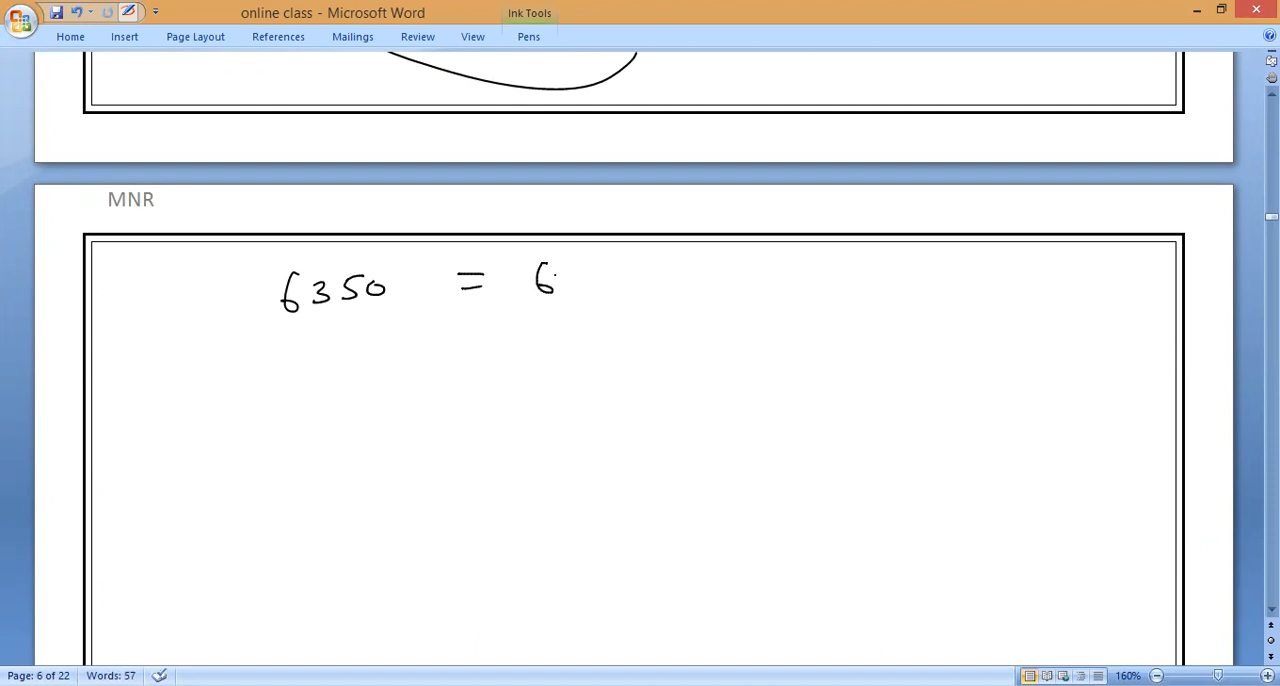 online class - Microsoft Word
Ink Tools
Home Insert Page Layout References Mailings Review View Pens
MNR
6350 = 6.
Page: 6 of 22 Words: 57 160%